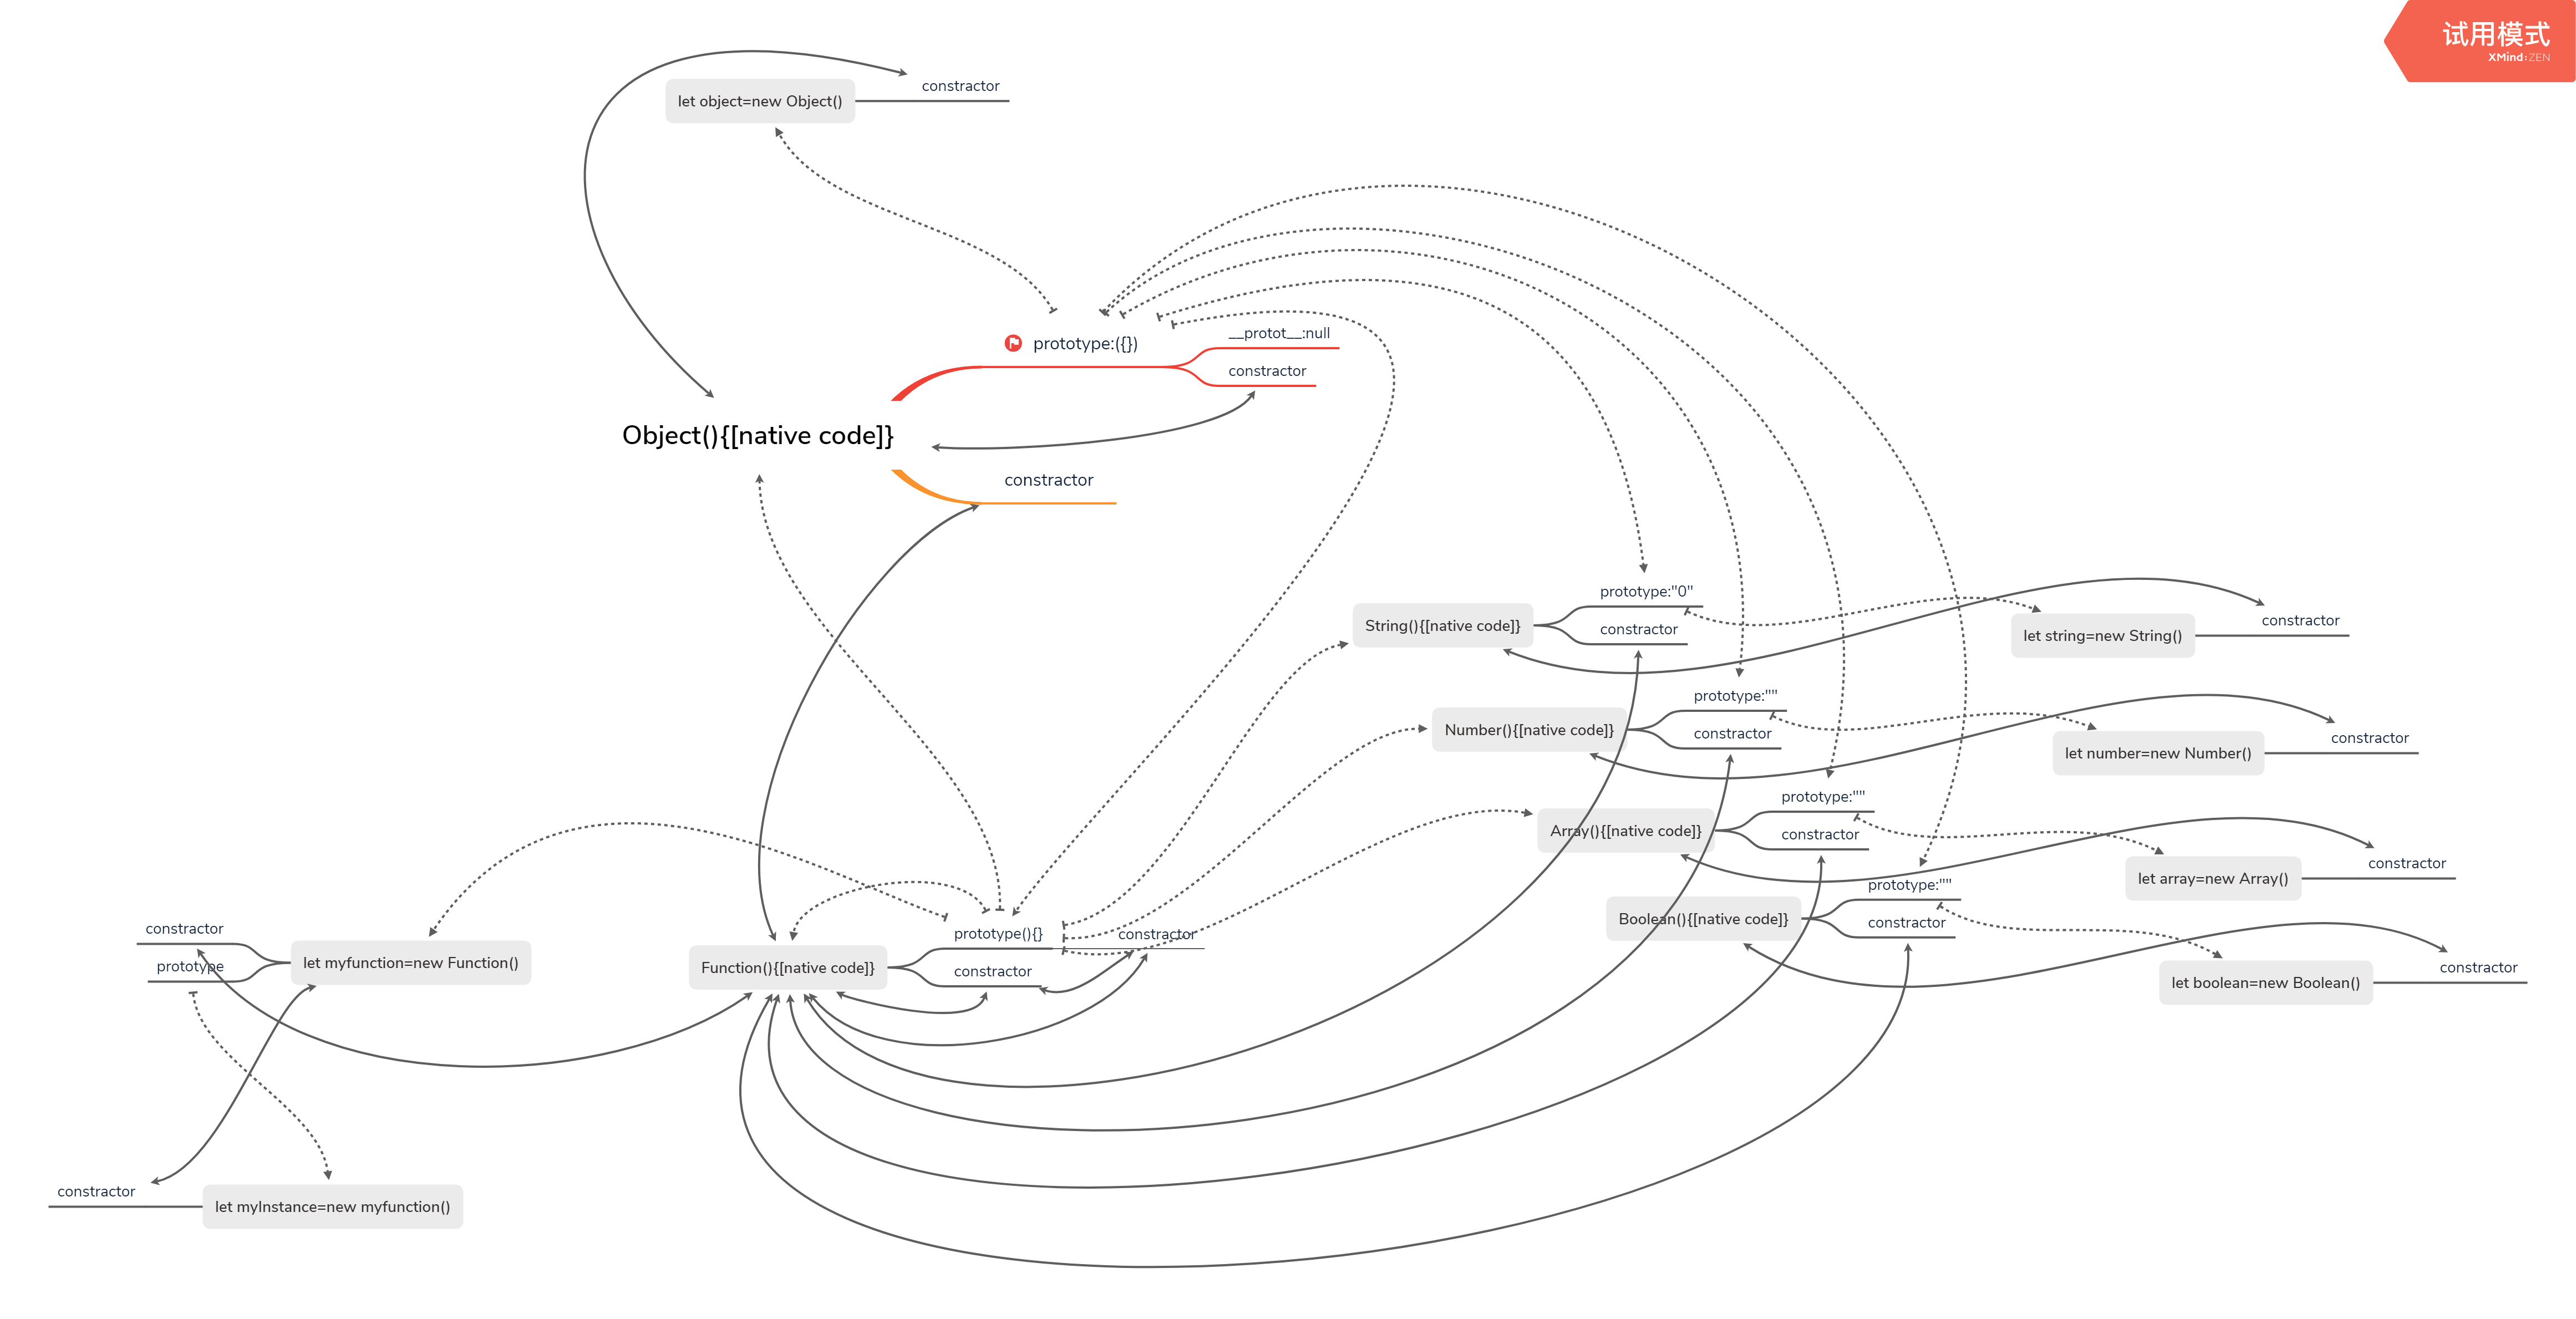 试用模式
XMind:ZEN
constractor
let object=new Object()
__protot__:null
prototype:({})
constractor
Object(){[native code]}
constractor
prototype:"0"
String(){[native code]}
constractor
let string=new String()
constractor
prototype:""
Number(){[native code]}
constractor
let number=new Number()
constractor
prototype:""
Array(){[native code]}
constractor
let array=new Array()
constractor
prototype:""
Boolean(){[native code]}
constractor
let boolean=new Boolean()
constractor
constractor
prototype
let myfunction=new Function()
prototype(){}
constractor
Function(){[native code]}
constractor
constractor
let myInstance=new myfunction()